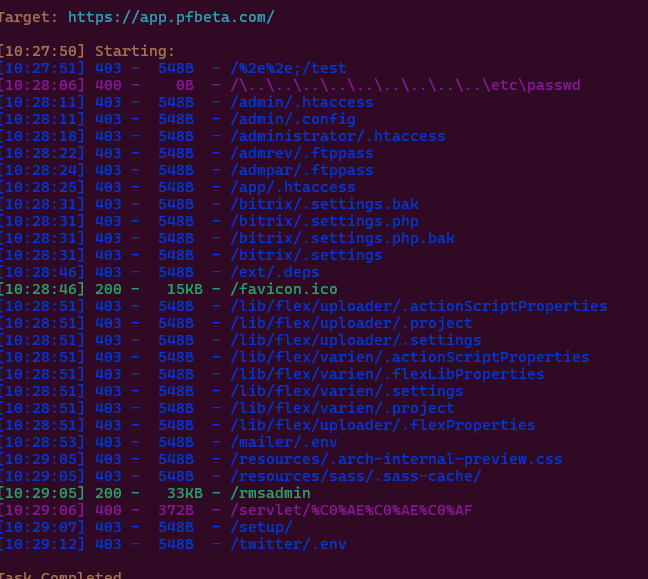 Target: https://app.pfbeta.com/
[10:27:50] Starting:
[10:27:51] 403 - 548B - /%2e%2e;/test
[10:28:06] 400 - 0B - /\..\..\..\..\..\..\..\..\..\etc\passwd
[10:28:11] 403 - 548B - /admin/.htaccess
[10:28:11] 403 - 548B - /admin/.config
[10:28:18] 403 - 548B - /administrator/.htaccess
[10:28:22] 403 - 548B - /admrev/.ftppass
[10:28:24] 403 - 548B - /admpar/.ftppass
[10:28:25] 403 - 548B - /app/.htaccess
[10:28:31] 403 - 548B - /bitrix/.settings.bak
[10:28:31] 403 - 548B - /bitrix/.settings.php
[10:28:31] 403 - 548B - /bitrix/.settings.php.bak
[10:28:31] 403 - 548B - /bitrix/.settings
[10:28:46] 403 - 548B - /ext/.deps
[10:28:46] 200 - 15KB - /favicon.ico
[10:28:51] 403 - 548B - /lib/flex/uploader/.actionScriptProperties
[10:28:51] 403 - 548B - /lib/flex/uploader/.project
[10:28:51] 403 - 548B - /lib/flex/uploader/.settings
[10:28:51] 403 - 548B - /lib/flex/varien/.actionScriptProperties
[10:28:51] 403 - 548B - /lib/flex/varien/.flexLibProperties
[10:28:51] 403 - 548B - /lib/flex/varien/.settings
[10:28:51] 403 - 548B - /lib/flex/varien/.project
[10:28:51] 403 - 548B - /lib/flex/uploader/.flexProperties
[10:28:53] 403 - 548B - /mailer/.env
[10:29:05] 403 - 548B - /resources/.arch-internal-preview.css
[10:29:05] 403 - 548B - /resources/sass/.sass-cache/
[10:29:05] 200 - 33KB - /rmsadmin
[10:29:06] 400 - 372B - /servlet/%C0%AE%C0%AE%C0%AF
[10:29:07] 403 - 548B - /setup/
[10:29:12] 403 - 548B - /twitter/.env
Task Completed